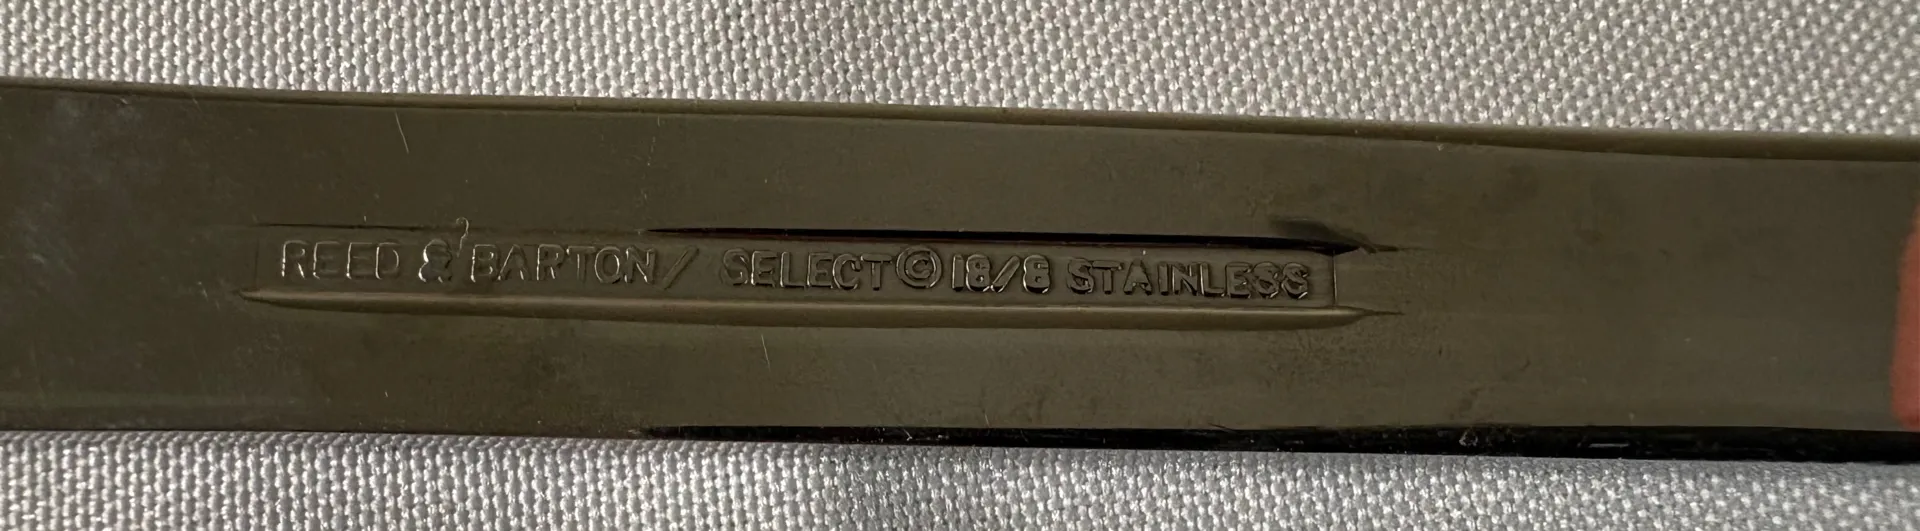 REED & BARTON/ SELECT © 18/8 STAINLESS